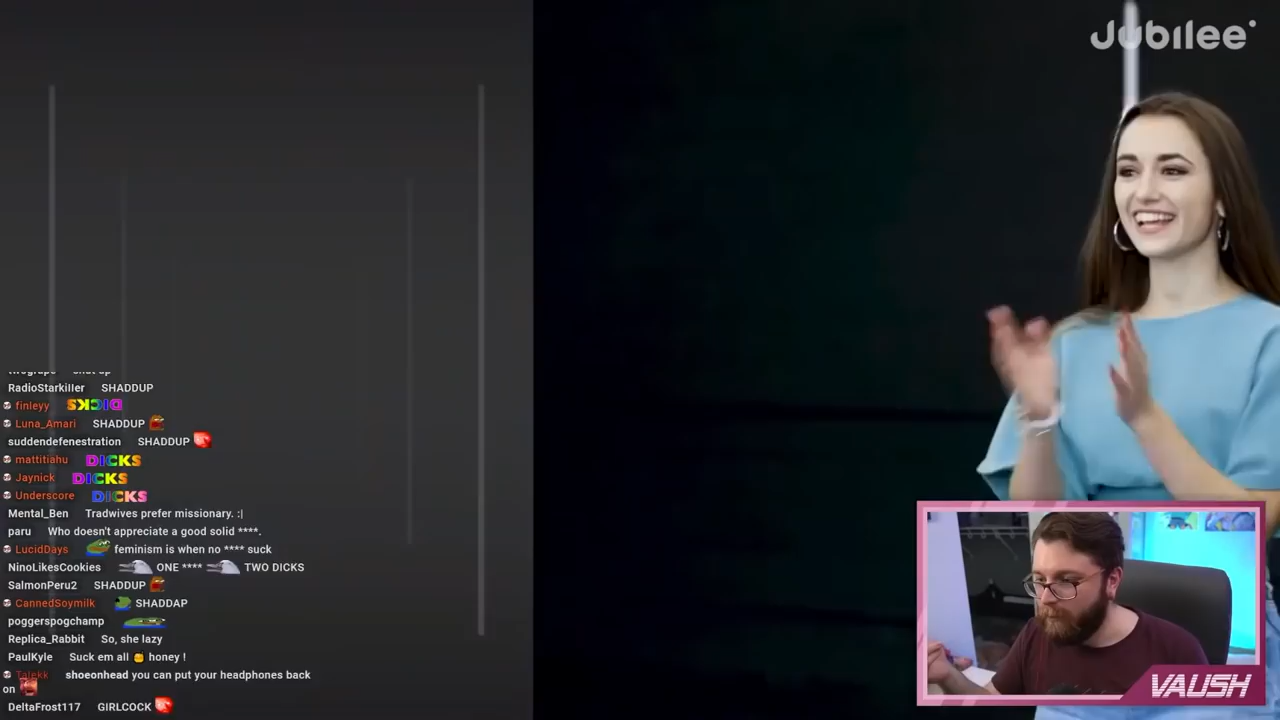 Jubilee
RadioStarkiller SHADDUP
finleyy DICKS
Luna_Amari SHADDUP
suddendefenestration SHADDUP
mattitiahu DICKS
Jaynick DICKS
Underscore DICKS
Mental_Ben Tradwives prefer missionary. :|
paru Who doesn't appreciate a good solid ****.
LucidDays feminism is when no **** suck
NinoLikesCookies ONE **** TWO DICKS
SalmonPeru2 SHADDUP
CannedSoymilk SHADDAP
poggerspogchamp
Replica_Rabbit So, she lazy
PaulKyle Suck em all honey !
Talekk shoeonhead you can put your headphones back
on
DeltaFrost117 GIRLCOCK
VAUSH